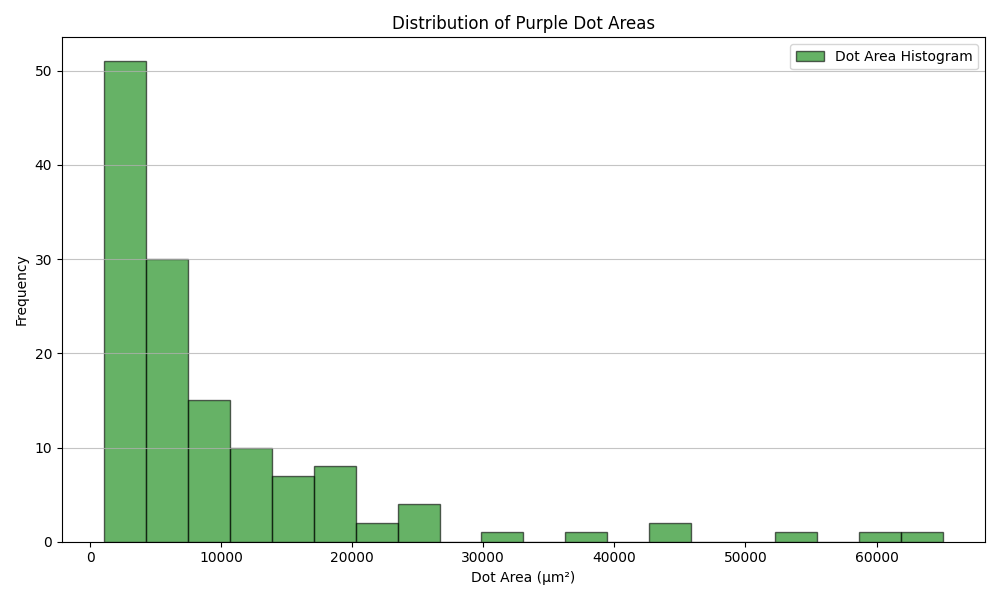 Distribution of Purple Dot Areas
Dot Area Histogram
50
40
30
20
10
0
Frequency
0 10000 20000 30000 40000 50000 60000
Dot Area (μm²)